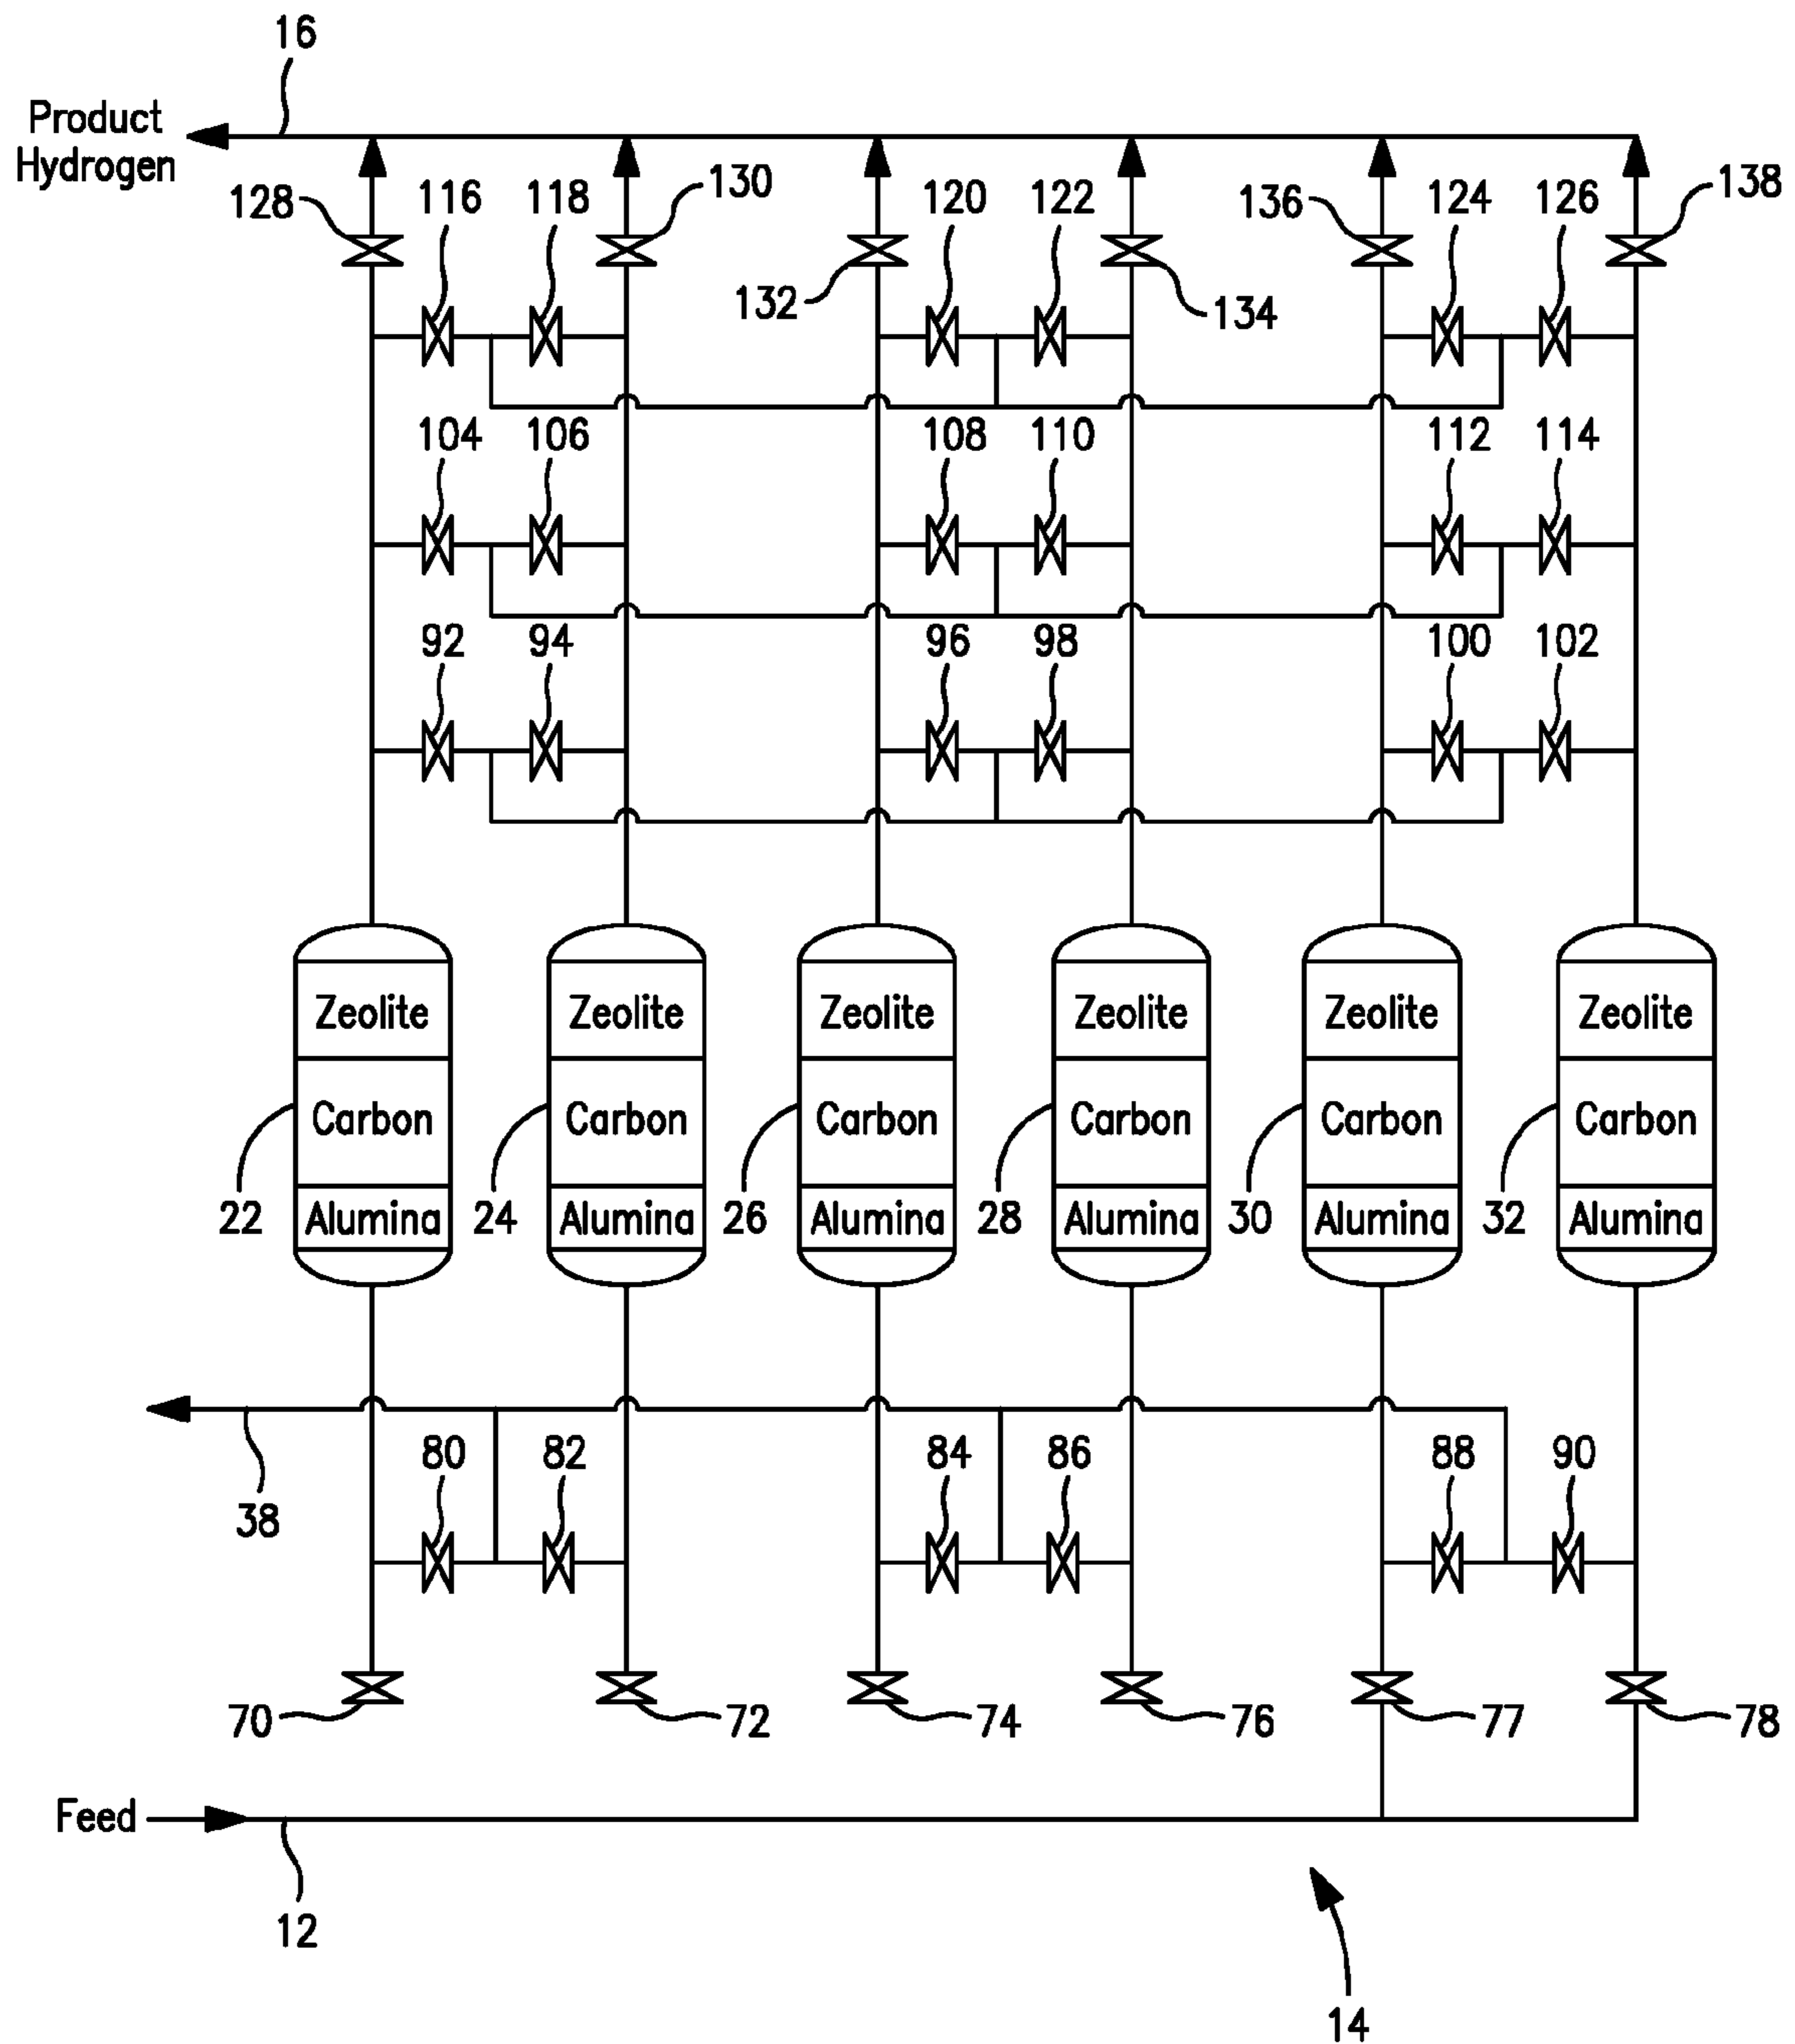 16
Product
Hydrogen
128
116
118
130
120
122
136
124
126
138
132
134
104
106
108
110
112
114
92
94
96
98
100
102
Zeolite
Zeolite
Zeolite
Zeolite
Zeolite
Zeolite
Carbon
Carbon
Carbon
Carbon
Carbon
Carbon
22
Alumina
24
Alumina
26
Alumina
28
Alumina
30
Alumina
32
Alumina
80
82
84
86
88
90
38
70
72
74
76
77
78
Feed
12
14